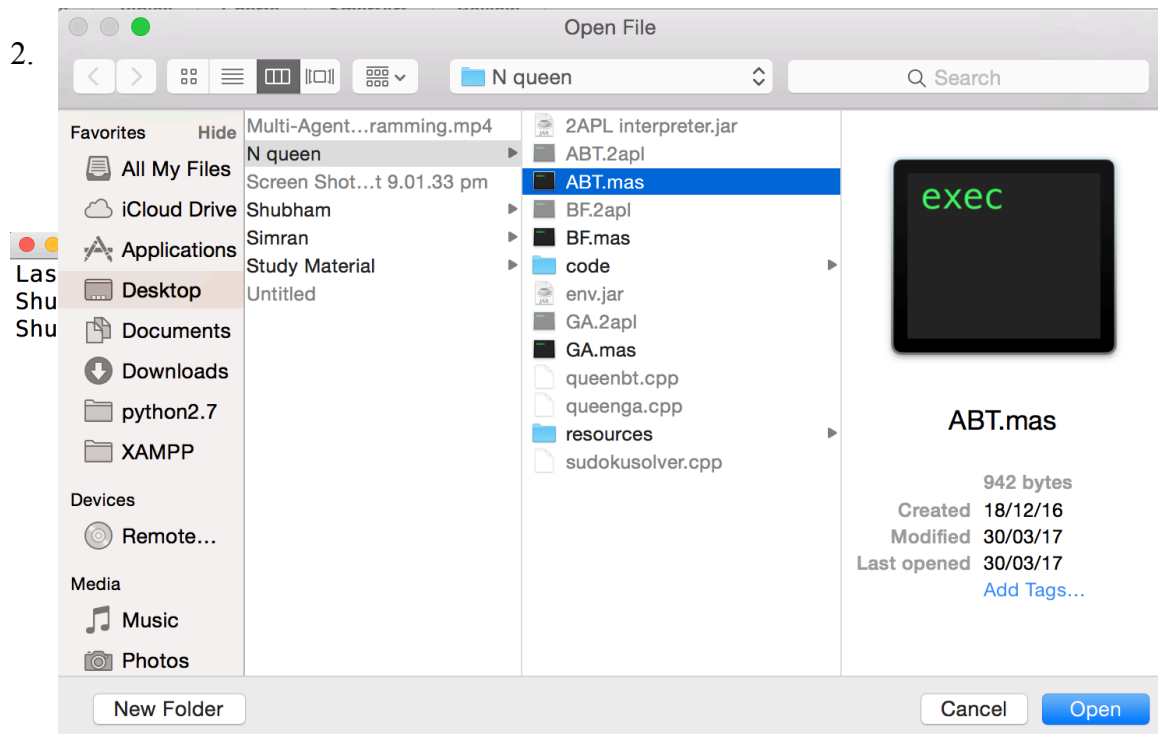 Open File
2.
N queen
Search
Favorites Hide
All My Files
iCloud Drive
Applications
Desktop
Documents
Downloads
python2.7
XAMPP
Devices
Remote...
Media
Music
Photos
Las
Shu
Shu
Multi-Agent...ramming.mp4
N queen
Screen Shot...t 9.01.33 pm
Shubham
Simran
Study Material
Untitled
2APL interpreter.jar
ABT.2apl
ABT.mas
BF.2apl
BF.mas
code
env.jar
GA.2apl
GA.mas
queenbt.cpp
queenga.cpp
resources
sudokusolver.cpp
exec
ABT.mas
942 bytes
Created 18/12/16
Modified 30/03/17
Last opened 30/03/17
Add Tags...
New Folder
Cancel
Open